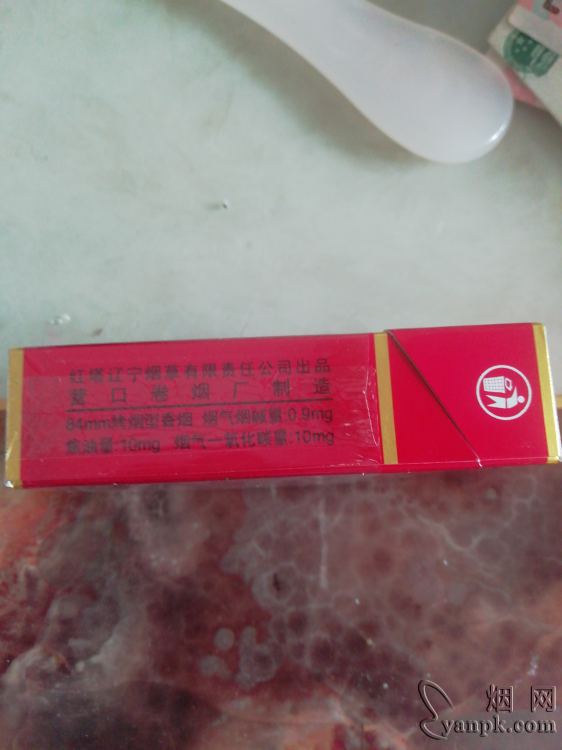 红塔辽宁烟草有限责任公司出品
营口卷烟厂制造
84mm烤烟型香烟 烟气烟碱量:0.9mg
焦油量:10mg 烟气一氧化碳量:10mg
烟网
yanpk.com